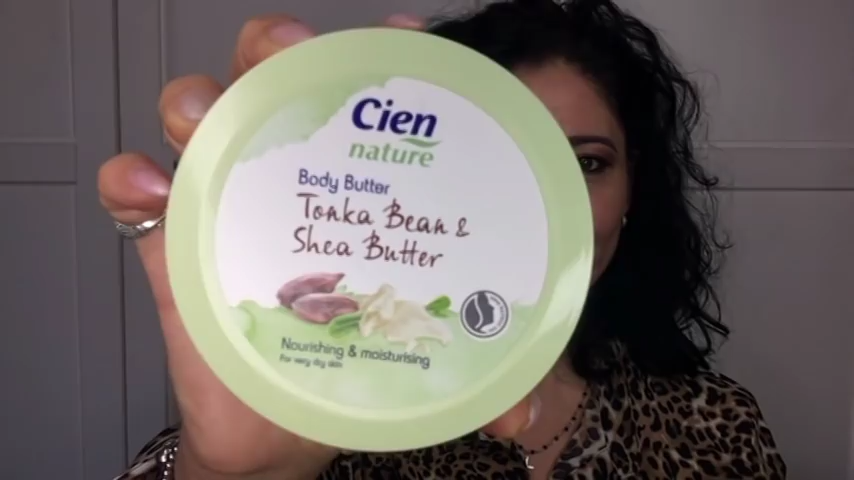 Cien
nature
Body Butter
Tonka Bean &
Shea Butter
Nourishing & moisturising
For very dry skin